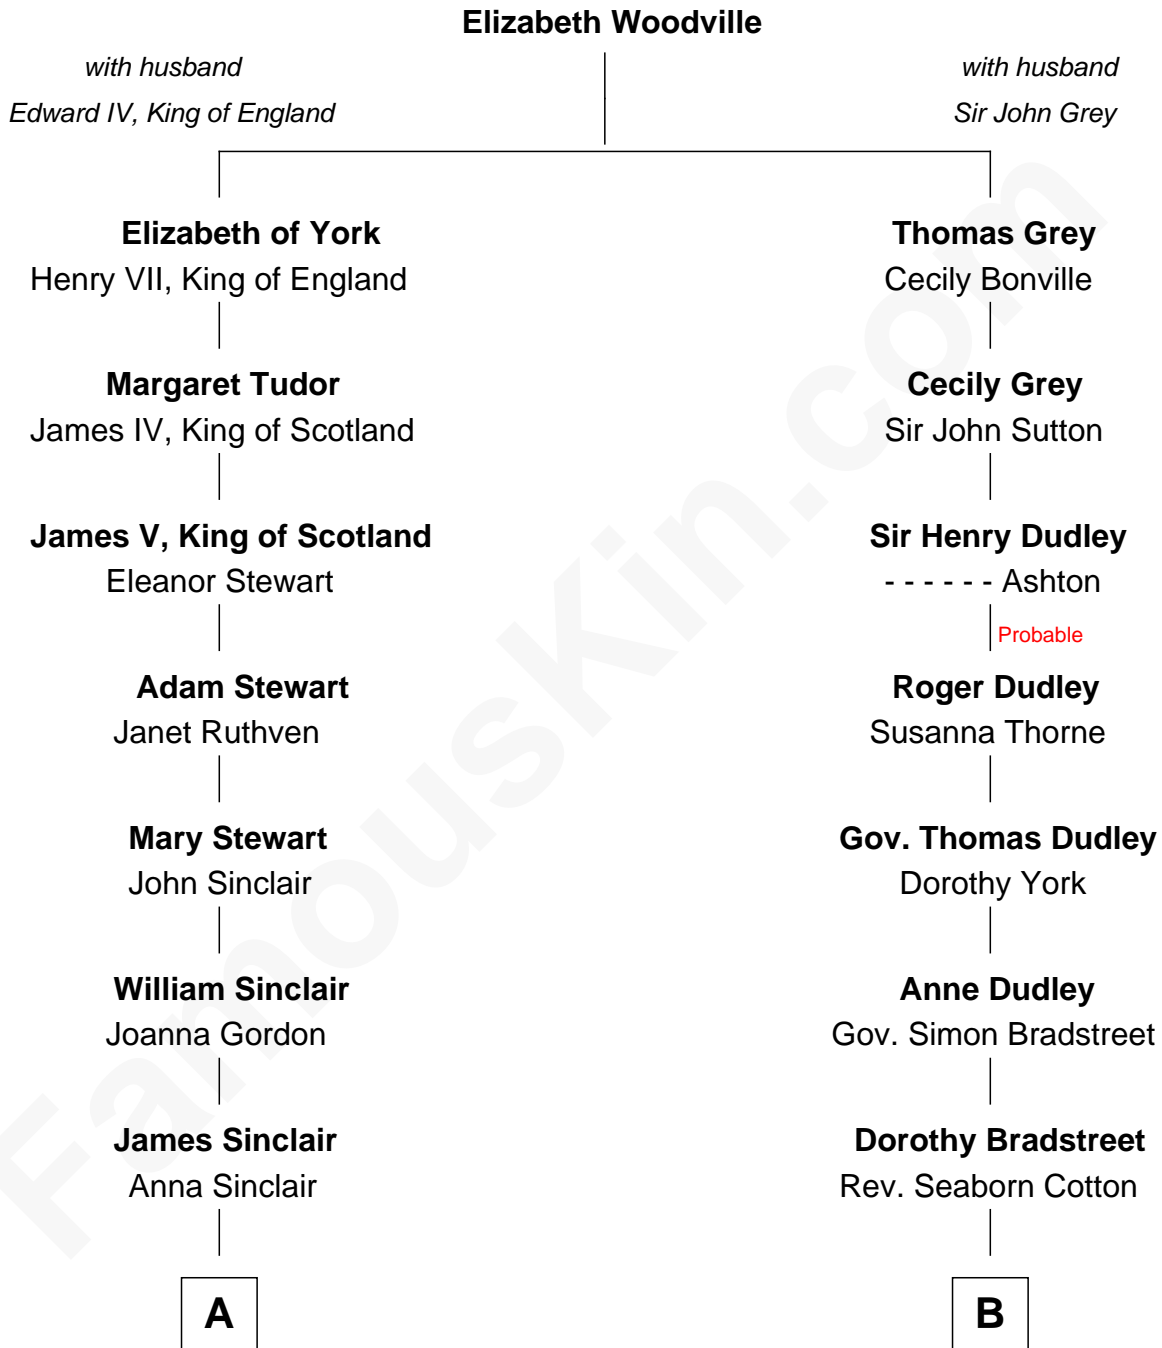 Elizabeth Woodville
with husband
Edward IV, King of England
with husband
Sir John Grey
Elizabeth of York
Henry VII, King of England
Margaret Tudor
James IV, King of Scotland
James V, King of Scotland
Eleanor Stewart
Adam Stewart
Janet Ruthven
Mary Stewart
John Sinclair
William Sinclair
Joanna Gordon
James Sinclair
Anna Sinclair
A
Thomas Grey
Cecily Bonville
Cecily Grey
Sir John Sutton
Sir Henry Dudley
- - - - - - Ashton
Probable
Roger Dudley
Susanna Thorne
Gov. Thomas Dudley
Dorothy York
Anne Dudley
Gov. Simon Bradstreet
Dorothy Bradstreet
Rev. Seaborn Cotton
B
FamousKin.com